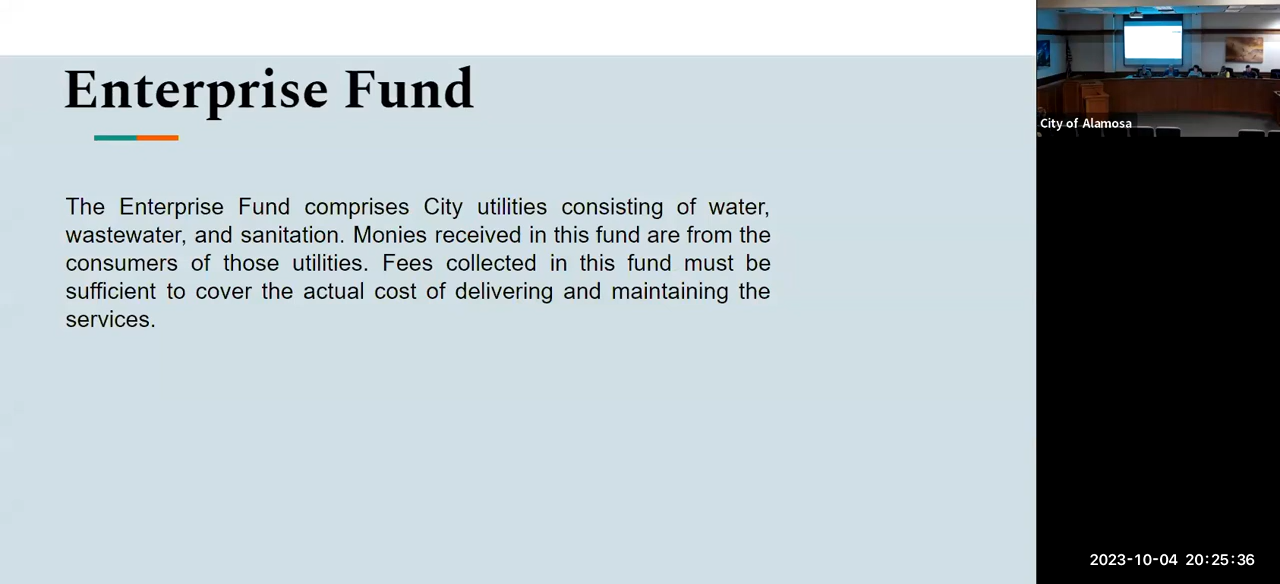 Enterprise Fund
The Enterprise Fund comprises City utilities consisting of water,
wastewater, and sanitation. Monies received in this fund are from the
consumers of those utilities. Fees collected in this fund must be
sufficient to cover the actual cost of delivering and maintaining the
services.
City of Alamosa
2023-10-04 20:25:36